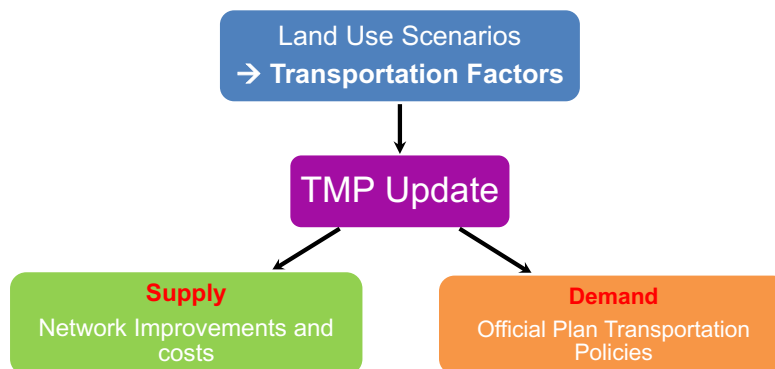 Land Use Scenarios
→ Transportation Factors
TMP Update
Supply
Network Improvements and
costs
Demand
Official Plan Transportation
Policies